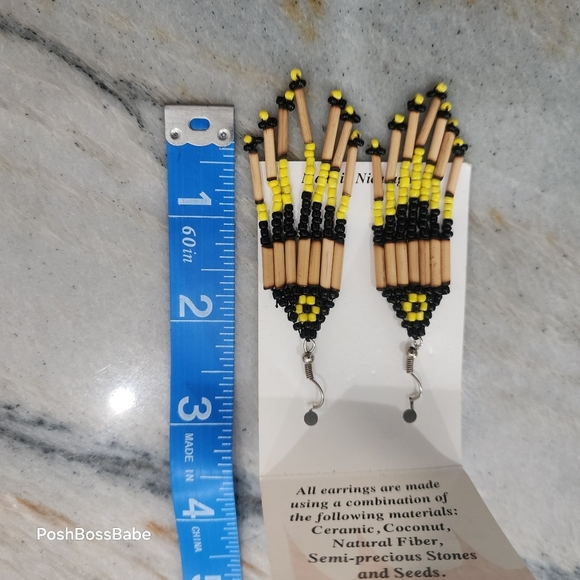 1
60in
2
3
MADE IN
4
CHINA
5
All earrings are made
using a combination of
the following materials:
Ceramic, Coconut,
Natural Fiber,
Semi-precious Stones
and Seeds.
PoshBossBabe